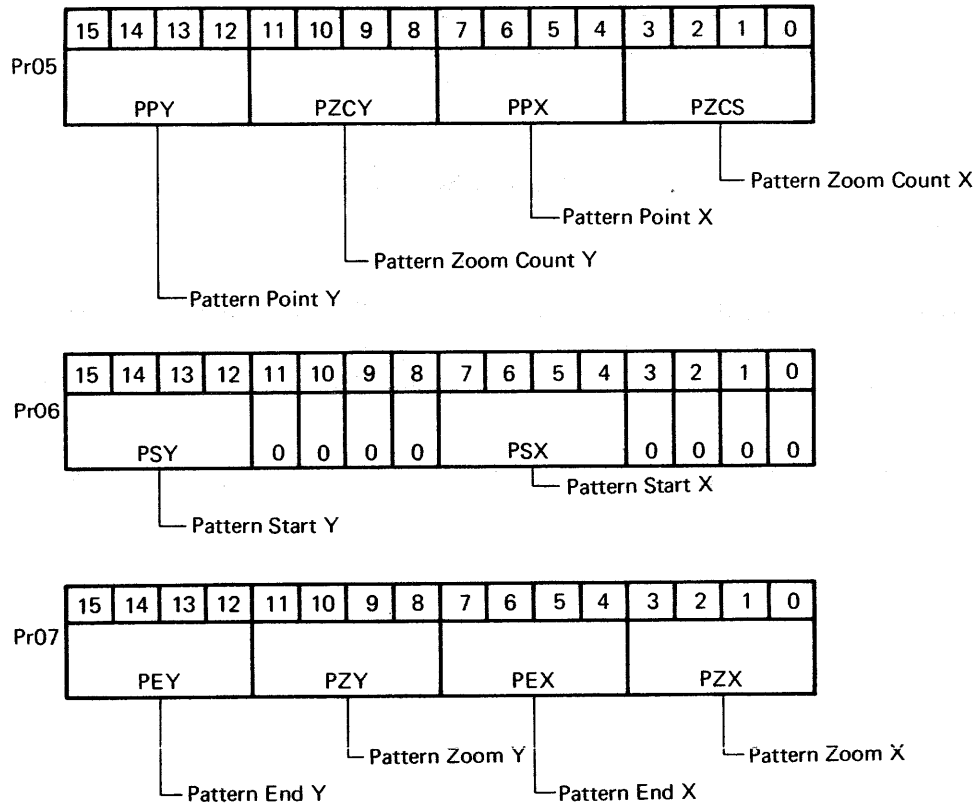 15 14 13 12 11 10 9 8 7 6 5 4 3 2 1 0
Pr05
PPY PZCY PPX PZCS
Pattern Zoom Count X
Pattern Point X
Pattern Zoom Count Y
Pattern Point Y
15 14 13 12 11 10 9 8 7 6 5 4 3 2 1 0
Pr06
PSY 0 0 0 0 PSX 0 0 0 0
Pattern Start X
Pattern Start Y
15 14 13 12 11 10 9 8 7 6 5 4 3 2 1 0
Pr07
PEY PZY PEX PZX
Pattern Zoom Y Pattern Zoom X
Pattern End Y Pattern End X